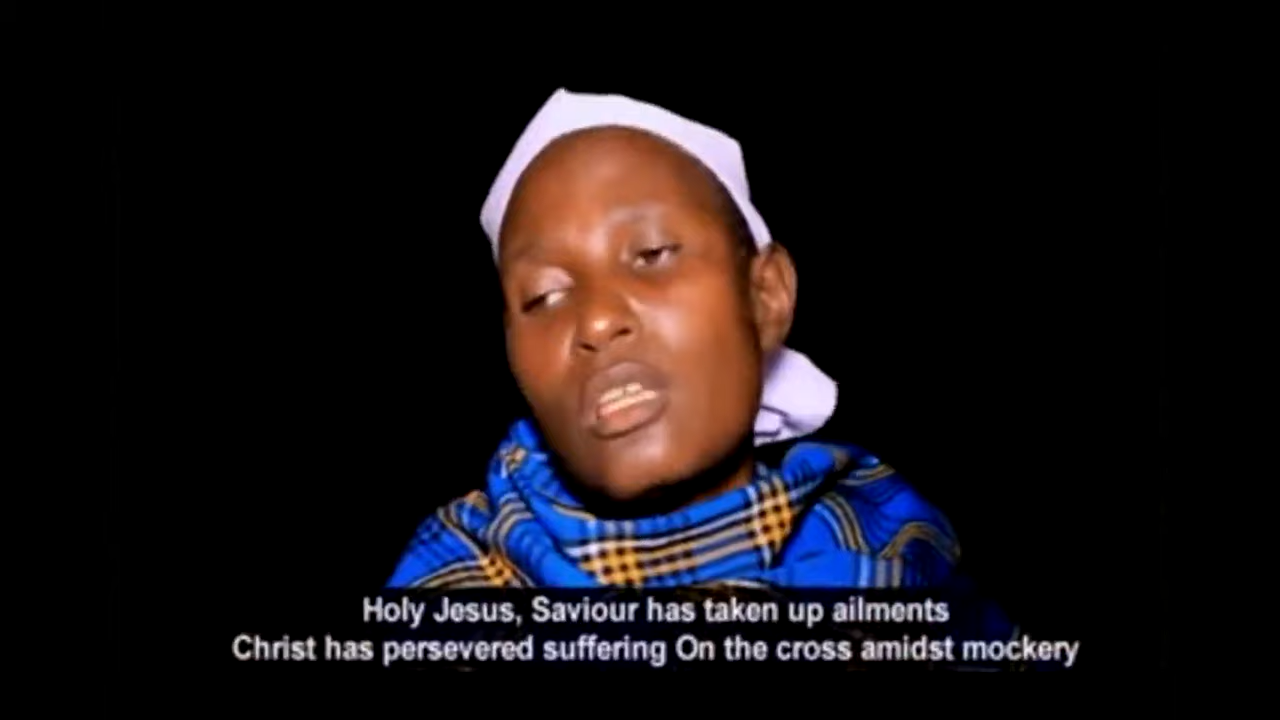 Holy Jesus, Saviour has taken up ailments
Christ has persevered suffering On the cross amidst mockery